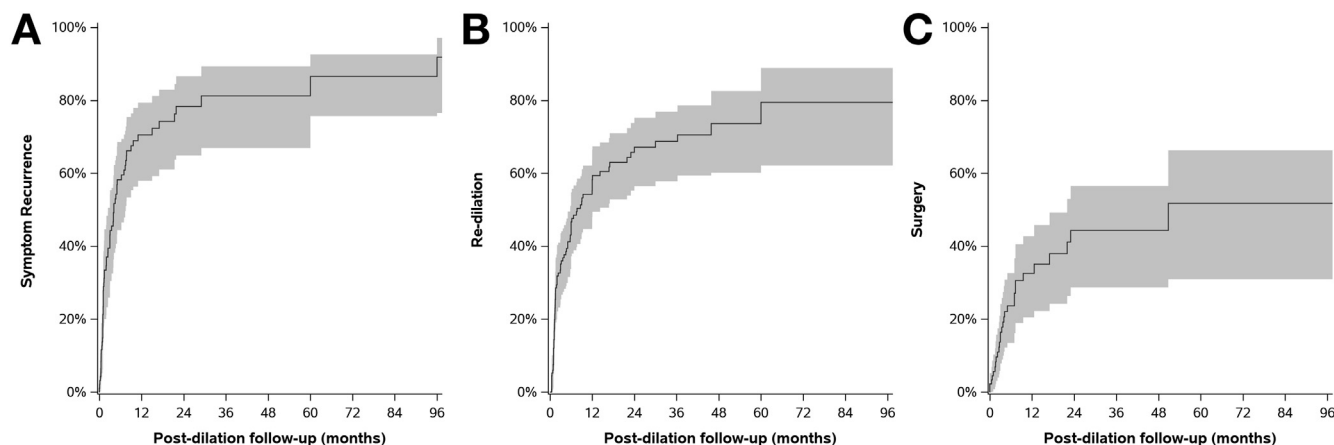 A
100%
80%
60%
40%
20%
0%
Symptom Recurrence
0 12 24 36 48 60 72 84 96
Post-dilation follow-up (months)
B
100%
80%
60%
40%
20%
0%
Re-dilation
0 12 24 36 48 60 72 84 96
Post-dilation follow-up (months)
C
100%
80%
60%
40%
20%
0%
Surgery
0 12 24 36 48 60 72 84 96
Post-dilation follow-up (months)